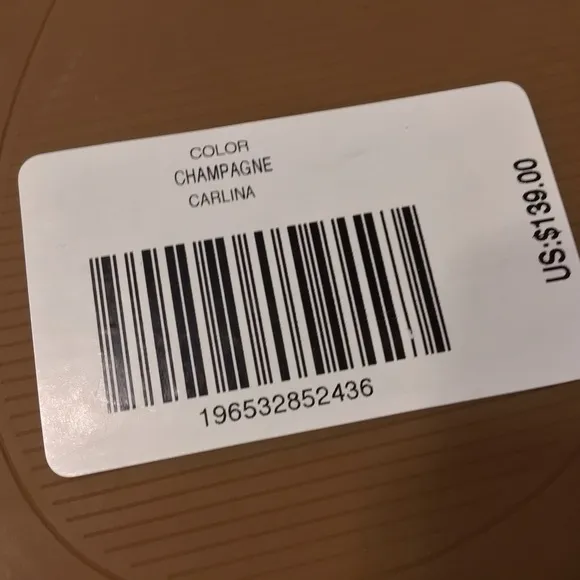 COLOR
CHAMPAGNE
CARLINA
196532852436
US:$139.00